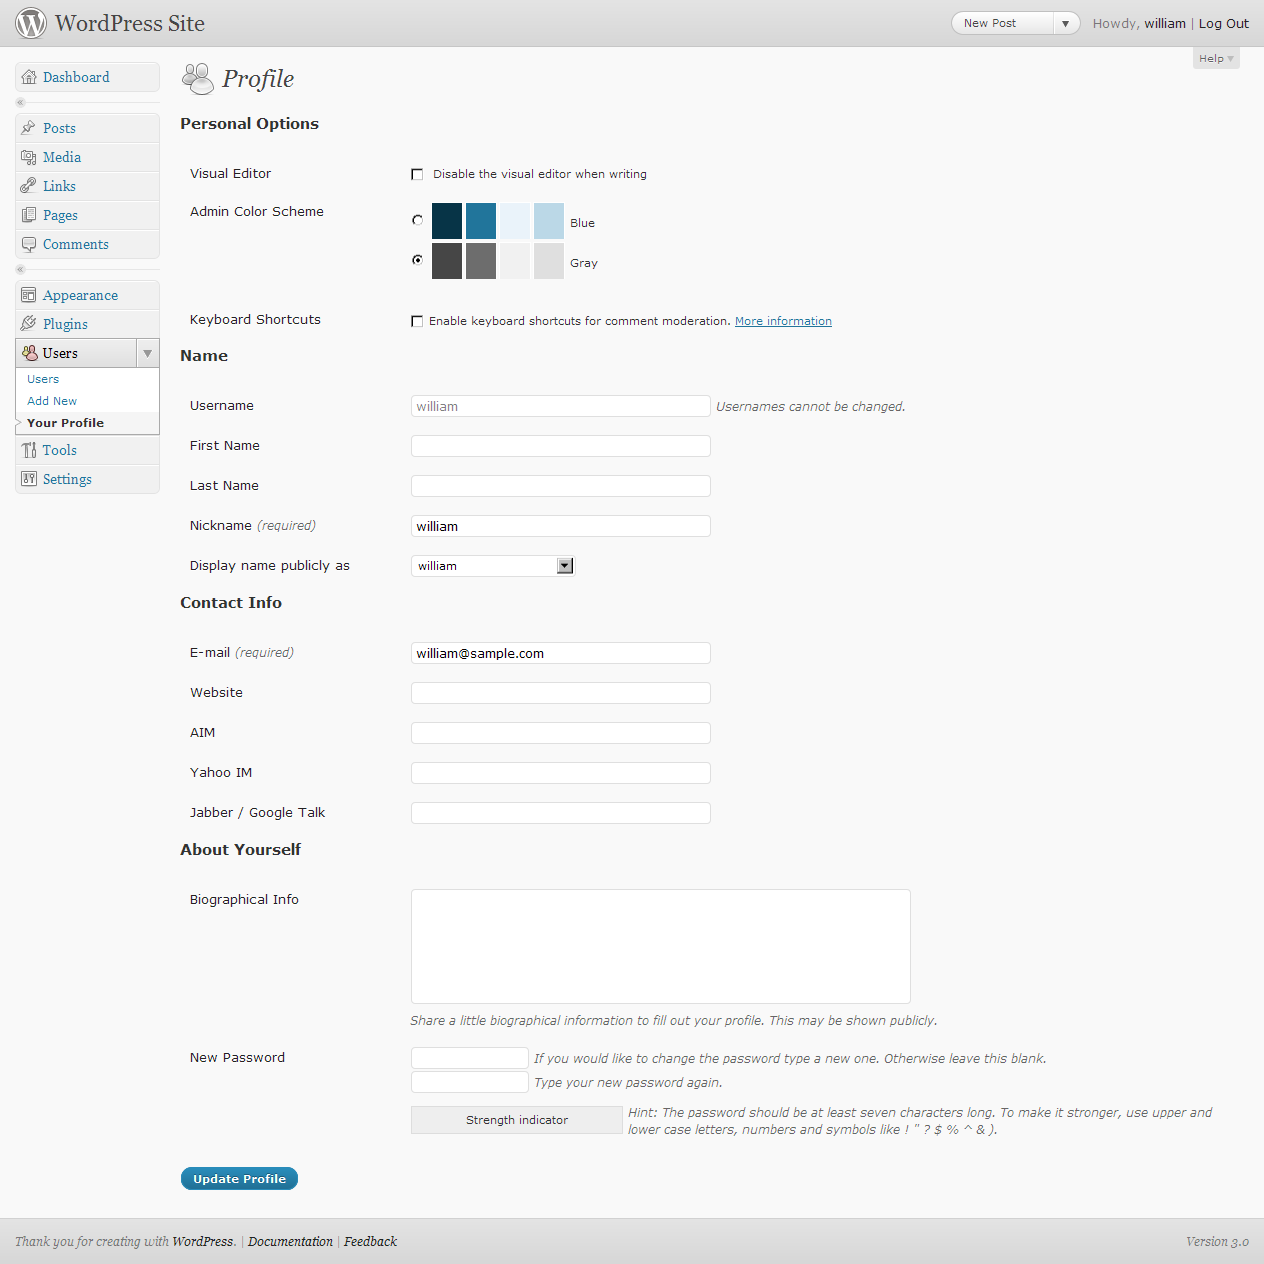 WordPress Site
New Post
Howdy, william | Log Out
Help
Dashboard
Posts
Media
Links
Pages
Comments
Appearance
Plugins
Users
Users
Add New
Your Profile
Tools
Settings
Profile
Personal Options
Visual Editor
Disable the visual editor when writing
Admin Color Scheme
Blue
Gray
Keyboard Shortcuts
Enable keyboard shortcuts for comment moderation. More information
Name
Username
william
Usernames cannot be changed.
First Name
Last Name
Nickname (required)
william
Display name publicly as
william
Contact Info
E-mail (required)
william@sample.com
Website
AIM
Yahoo IM
Jabber / Google Talk
About Yourself
Biographical Info
Share a little biographical information to fill out your profile. This may be shown publicly.
New Password
If you would like to change the password type a new one. Otherwise leave this blank.
Type your new password again.
Strength indicator
Hint: The password should be at least seven characters long. To make it stronger, use upper and
lower case letters, numbers and symbols like ! " ? $ % ^ & ).
Update Profile
Thank you for creating with WordPress. | Documentation | Feedback
Version 3.0